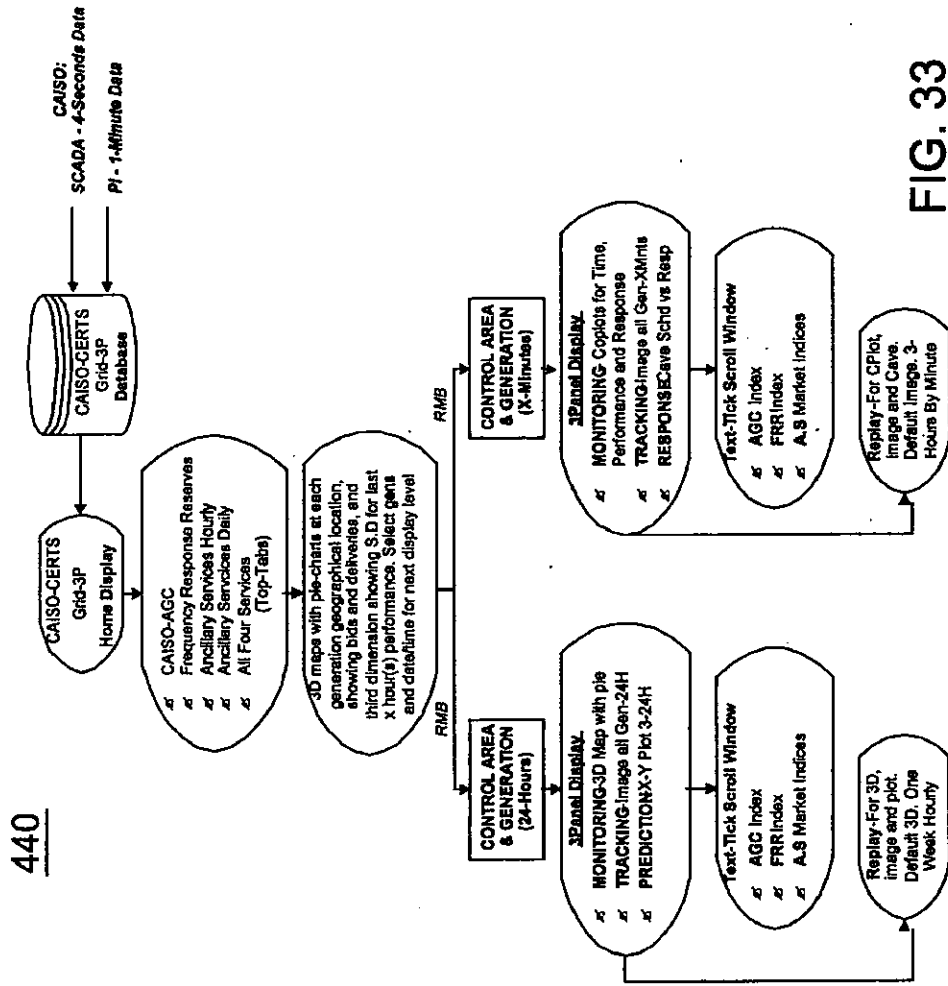 440
CAISO:
SCADA - 4-Seconds Data
PI - 1-Minute Data
CAISO-CERTS
Grid-3P
Database
CAISO-CERTS
Grid-3P
Home Display
CAISO-AGC
Frequency Response Reserves
Ancillary Services Hourly
Ancillary Servcioes Daily
All Four Services
(Top-Tabs)
3D maps with pie-charts at each
generation geographical location,
showing bids and deliveries, and
third dimension showing S.D for last
x hour(s) performance. Select gens
and date/time for next display level
RMB
RMB
CONTROL AREA
& GENERATION
(24-Hours)
3Panel Display
MONITORING-3D Map with pie
TRACKING-Image all Gen-24H
PREDICTION-X-Y Plot 3-24H
Text-Tick Scroll Window
AGC Index
FRR Index
A.S Market Indices
Replay-For 3D,
image and plot.
Default 3D. One
Week Hourly
CONTROL AREA
& GENERATION
(X-Minutes)
3Panel Display
MONITORING- Coplots for Time,
Performance and Response
TRACKING-Image all Gen-XMnts
RESPONSE-Cave Schd vs Resp
Text-Tick Scroll Window
AGC Index
FRR Index
A.S Market Indices
Replay-For CPlot,
Image and Cave.
Default Image. 3-
Hours By Minute
FIG. 33